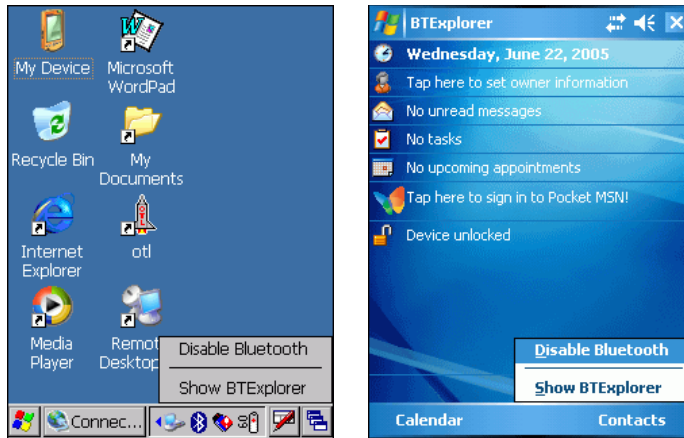 My Device
Microsoft
WordPad
Recycle Bin
My
Documents
Internet
Explorer
otl
Media
Player
Remot
Desktop
Disable Bluetooth
Show BTExplorer
Connec...
BTExplorer
Wednesday, June 22, 2005
Tap here to set owner information
No unread messages
No tasks
No upcoming appointments
Tap here to sign in to Pocket MSN!
Device unlocked
Disable Bluetooth
Show BTExplorer
Calendar
Contacts